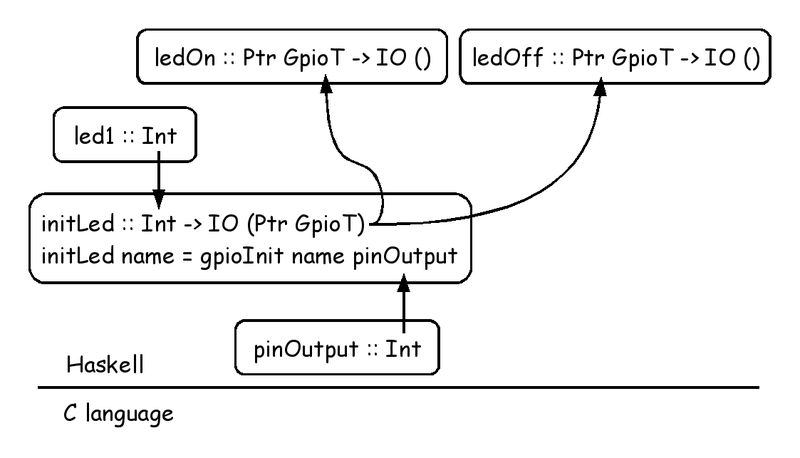 ledOn :: Ptr GpioT -> IO ()
ledOff :: Ptr GpioT -> IO ()
led1 :: Int
initLed :: Int -> IO (Ptr GpioT)
initLed name = gpioInit name pinOutput
pinOutput :: Int
Haskell
C language